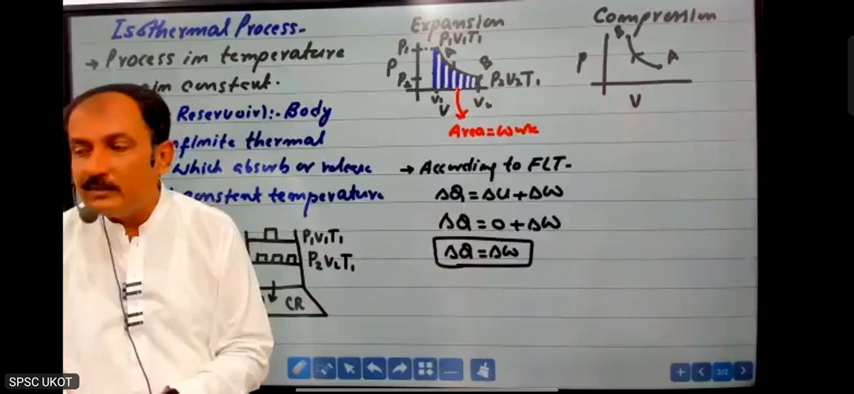 Isothermal Process-
→ Process in temperature
constant.
Reservoir):- Body
infinite thermal
which absorb or release
constant temperature
P₁V₁T₁
P₂V₂T₁
CR
Expansion
P₁
P₁V₁T₁
A
P
B
P₂
P₂V₂T₁
V₁
V₂
V
Area=Work
→ According to FLT-
ΔQ=ΔU+ΔW
ΔQ=0+ΔW
ΔQ=ΔW
Compression
B
P
A
V
2/2
SPSC UKOT